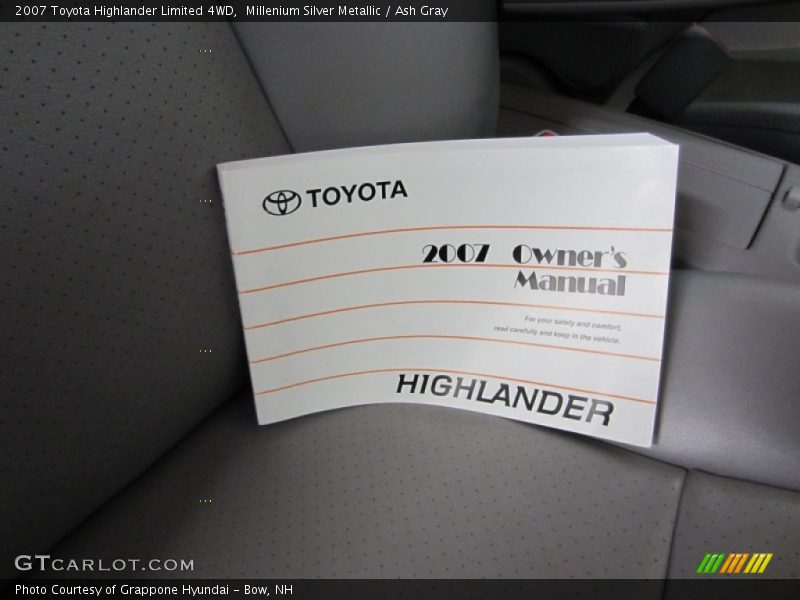 2007 Toyota Highlander Limited 4WD,  Millenium Silver Metallic / Ash Gray
TOYOTA
2007 Owner's
Manual
For your safety and comfort,
read carefully and keep in the vehicle.
HIGHLANDER
GTCARLOT.COM
Photo Courtesy of Grappone Hyundai - Bow, NH